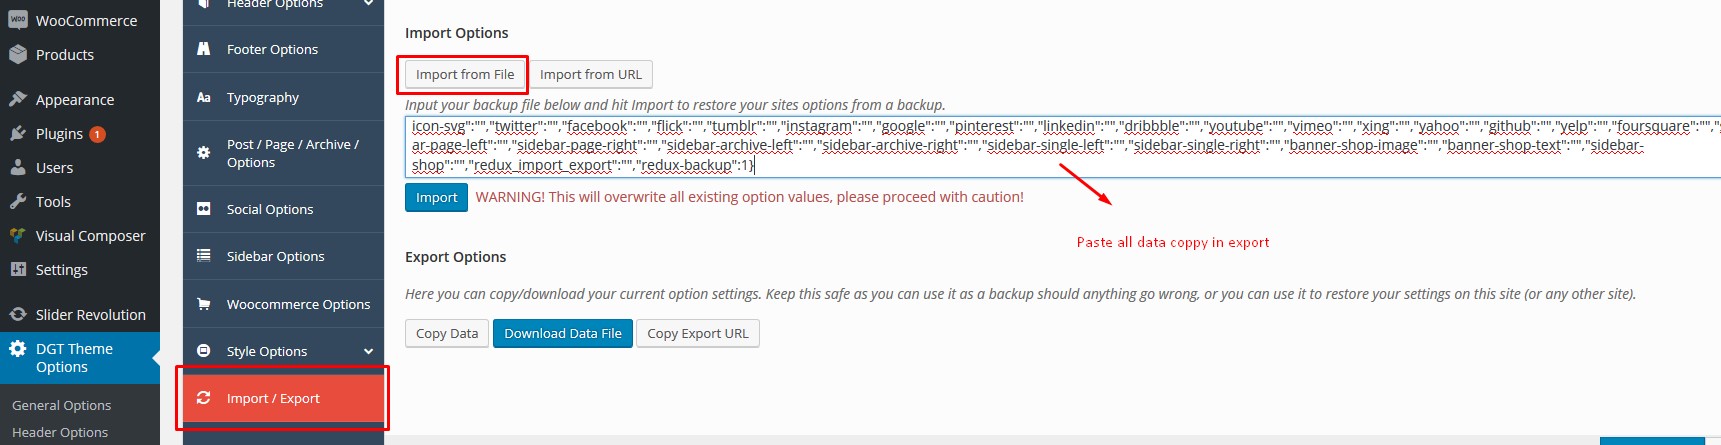 WooCommerce
Products
Appearance
Plugins 1
Users
Tools
Visual Composer
Settings
Slider Revolution
DGT Theme
Options
General Options
Header Options
Header Options
Footer Options
Aa Typography
Post / Page / Archive /
Options
Social Options
Sidebar Options
Woocommerce Options
Style Options
Import / Export
Import Options
Import from File Import from URL
Input your backup file below and hit Import to restore your sites options from a backup.
icon-svg":"","twitter":"","facebook":"","flick":"","tumblr":"","instagram":"","google":"","pinterest":"","linkedin":"","dribbble":"","youtube":"","vimeo":"","xing":"","yahoo":"","github":"","yelp":"","foursquare":"",
ar-page-left":"","sidebar-page-right":"","sidebar-archive-left":"","sidebar-archive-right":"","sidebar-single-left":"","sidebar-single-right":"","banner-shop-image":"","banner-shop-text":"","sidebar-
shop":"","redux_import_export":"","redux-backup":1}
Import WARNING! This will overwrite all existing option values, please proceed with caution!
Paste all data coppy in export
Export Options
Here you can copy/download your current option settings. Keep this safe as you can use it as a backup should anything go wrong, or you can use it to restore your settings on this site (or any other site).
Copy Data Download Data File Copy Export URL